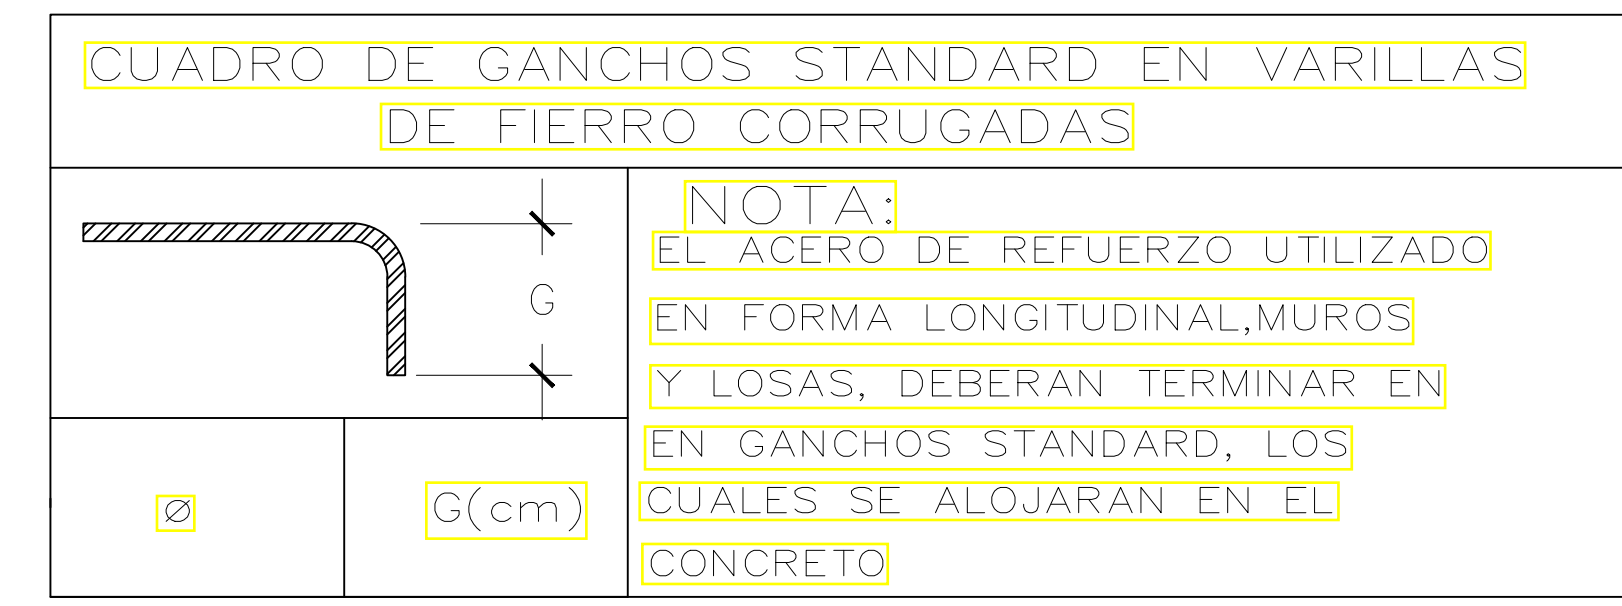 CUADRO DE GANCHOS STANDARD EN VARILLAS
DE FIERRO CORRUGADAS
G
Ø
G(cm)
NOTA:
EL ACERO DE REFUERZO UTILIZADO
EN FORMA LONGITUDINAL,MUROS
Y LOSAS, DEBERAN TERMINAR EN
EN GANCHOS STANDARD, LOS
CUALES SE ALOJARAN EN EL
CONCRETO